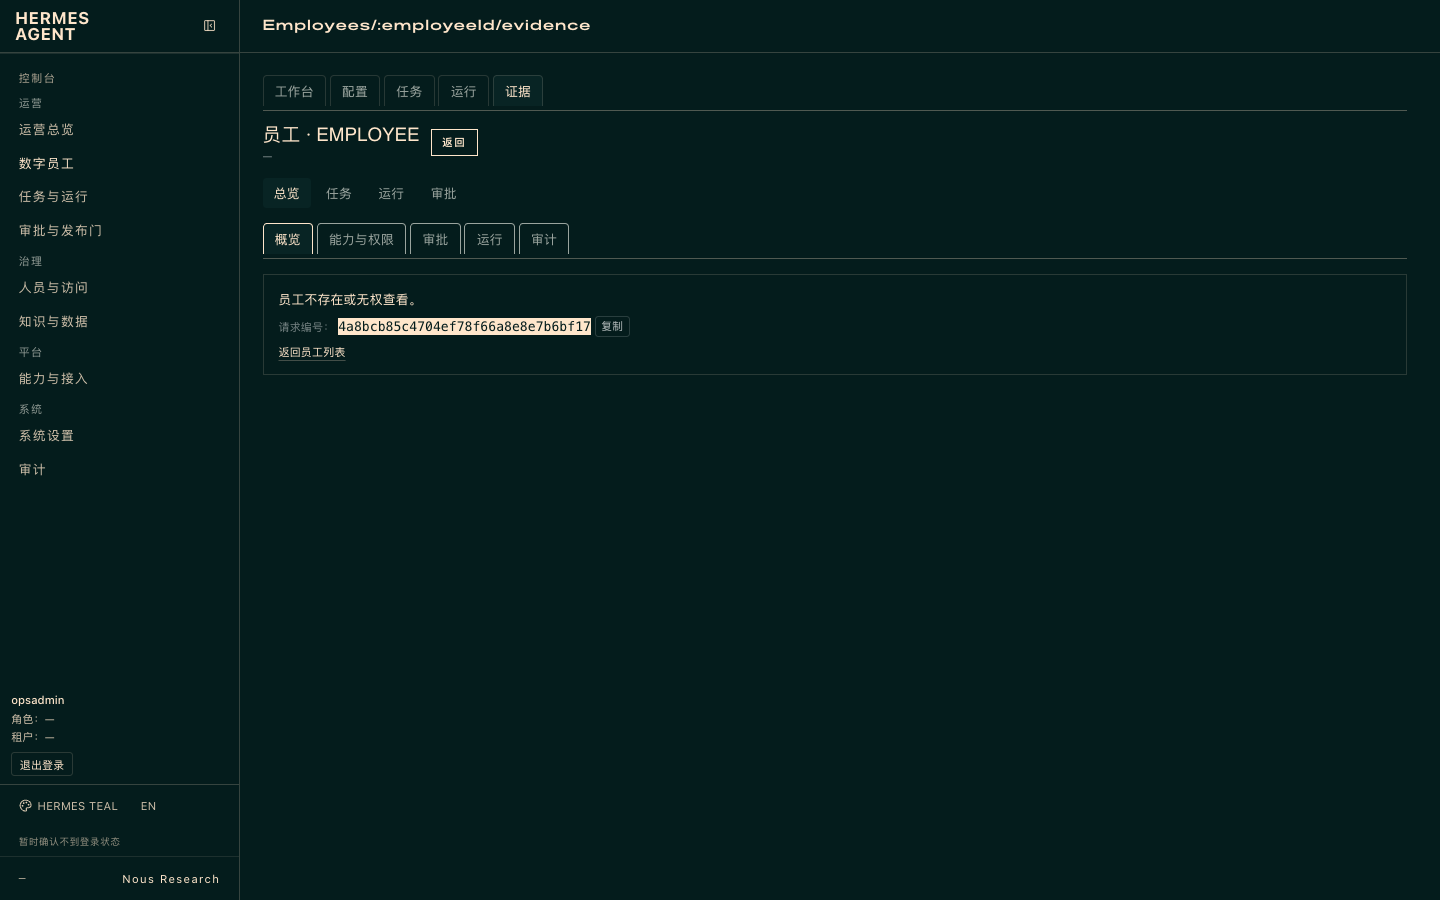 HERMES
AGENT
控制台
运营
运营总览
数字员工
任务与运行
审批与发布门
治理
人员与访问
知识与数据
平台
能力与接入
系统
系统设置
审计
opsadmin
角色：—
租户：—
退出登录
HERMES TEAL EN
暂时确认不到登录状态
— Nous Research
Employees/:employeeId/evidence
工作台 配置 任务 运行 证据
员工 · EMPLOYEE 返回
—
总览 任务 运行 审批
概览 能力与权限 审批 运行 审计
员工不存在或无权查看。
请求编号： 4a8bcb85c4704ef78f66a8e8e7b6bf17 复制
返回员工列表